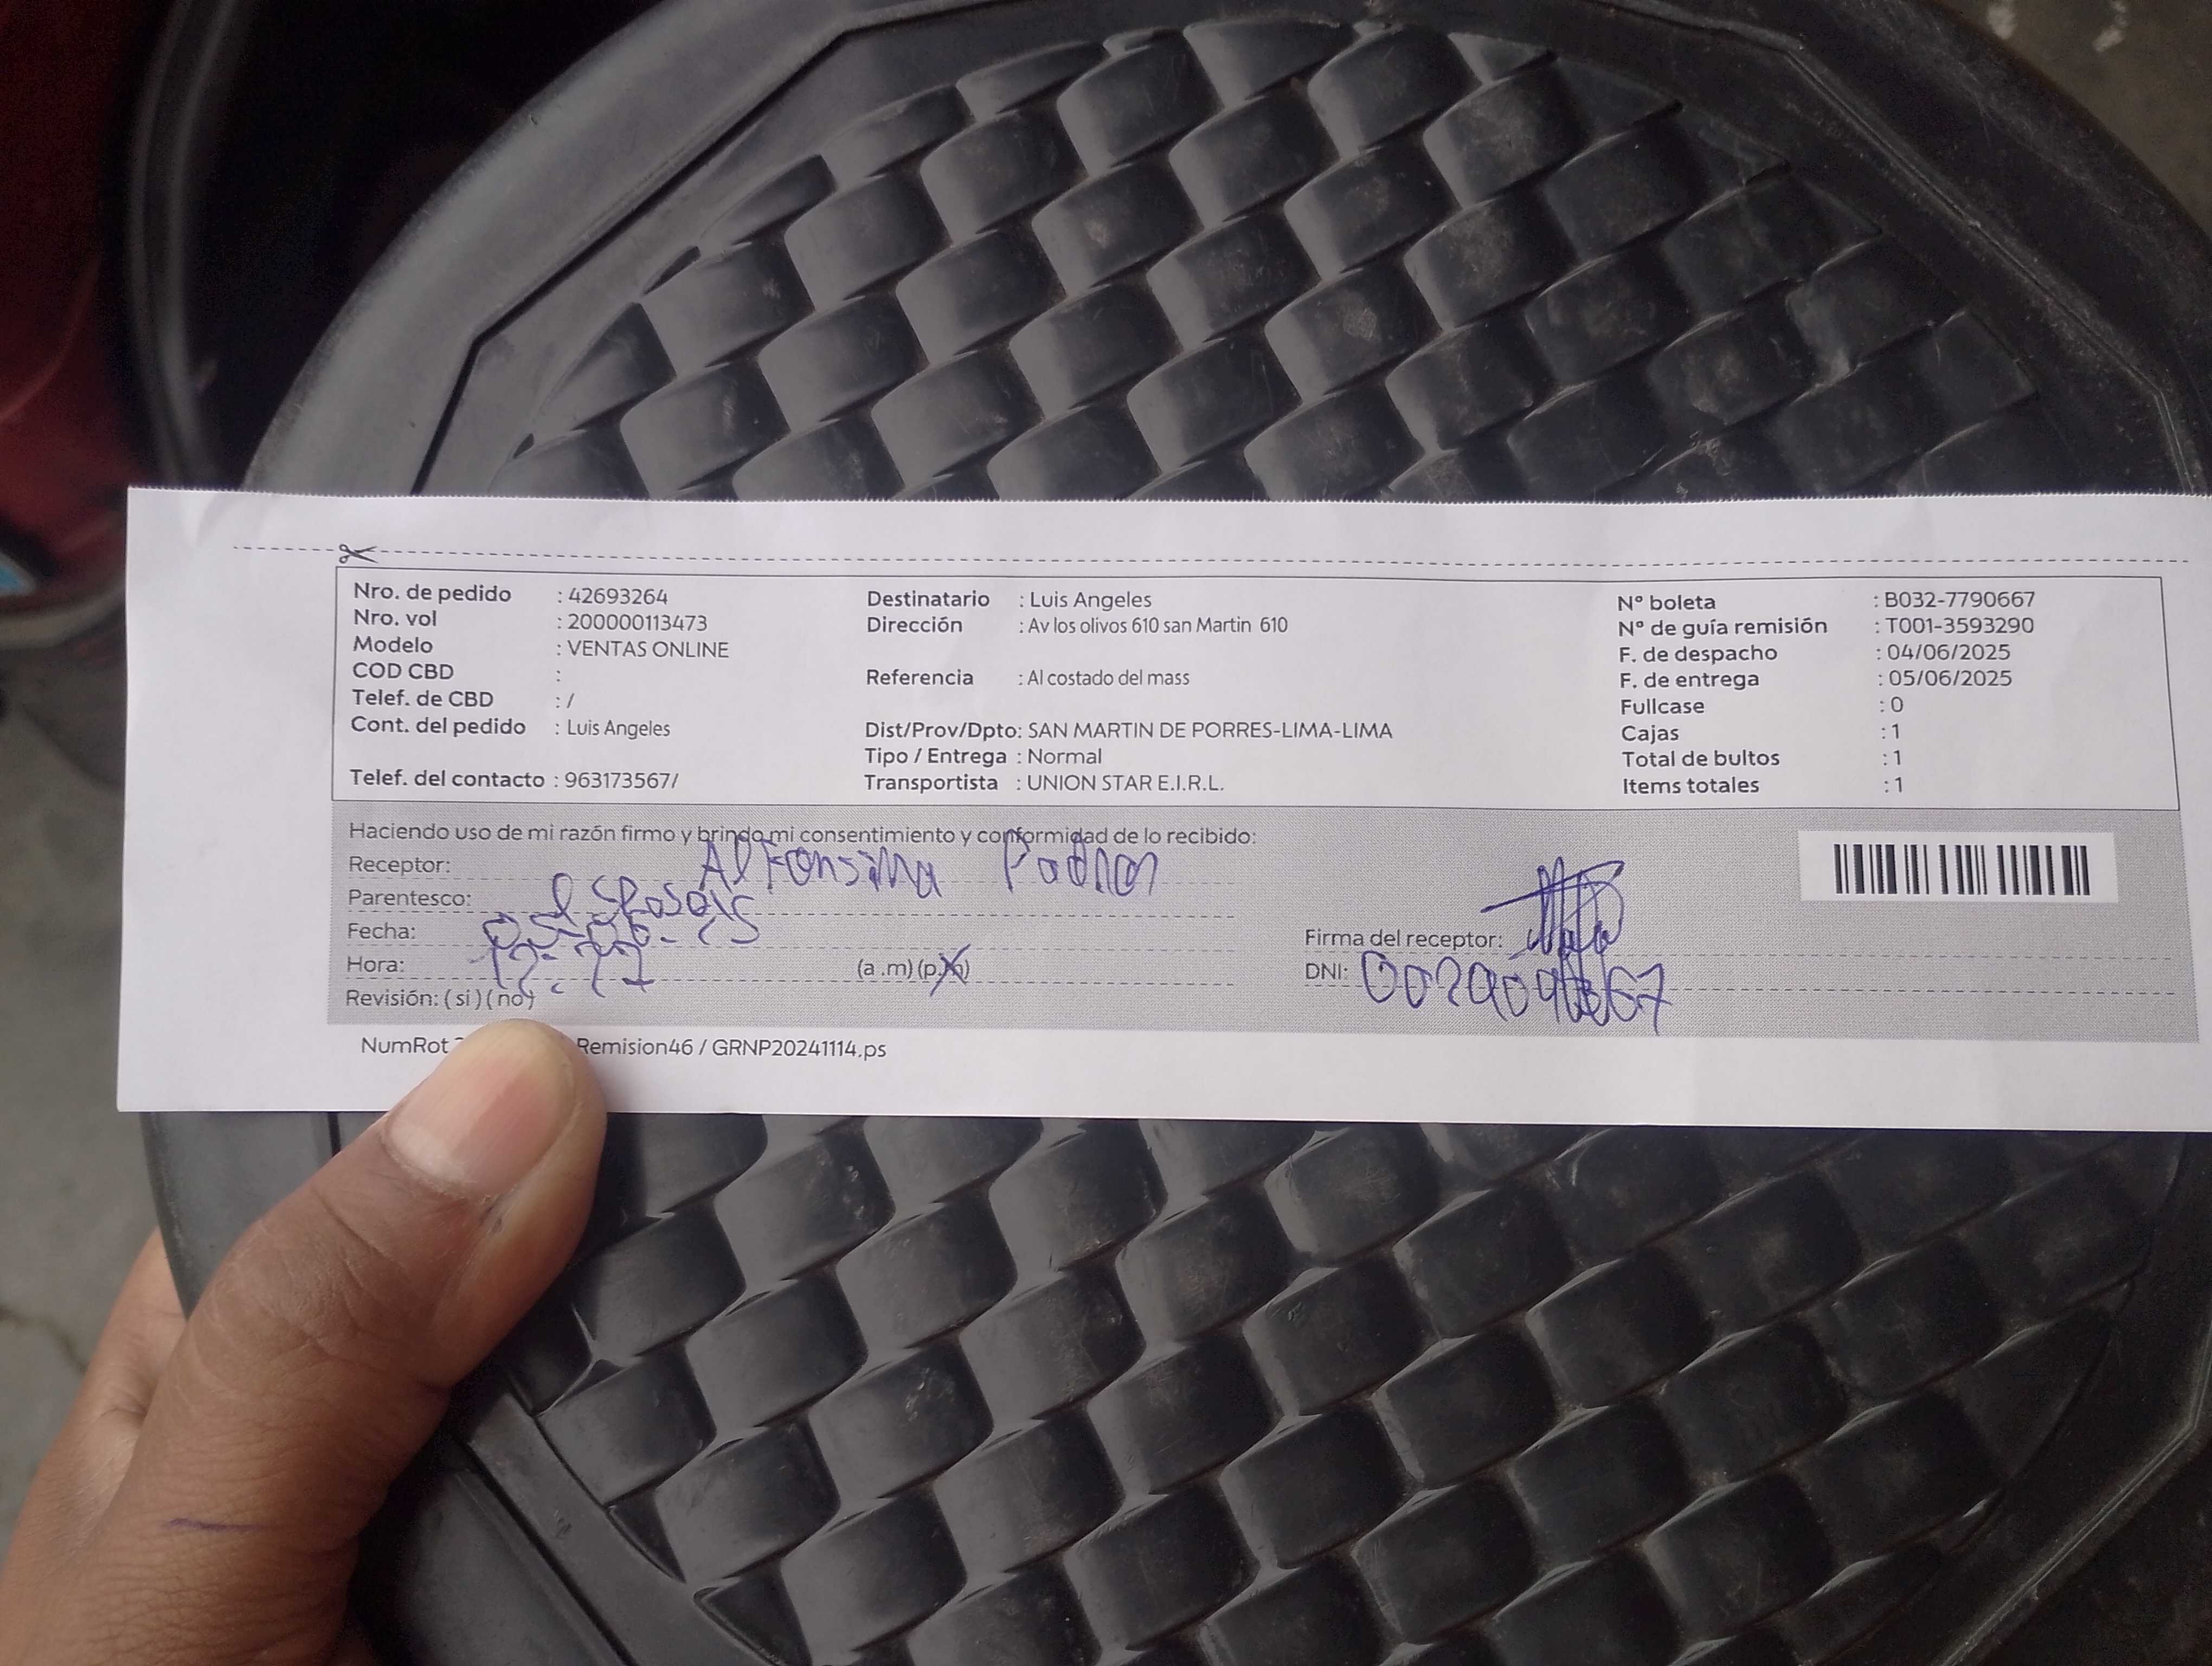 Nro. de pedido : 42693264
Nro. vol : 200000113473
Modelo : VENTAS ONLINE
COD CBD :
Telef. de CBD : /
Cont. del pedido : Luis Angeles
Telef. del contacto : 963173567/
Destinatario : Luis Angeles
Dirección : Av los olivos 610 san Martin 610
Referencia : Al costado del mass
Dist/Prov/Dpto: SAN MARTIN DE PORRES-LIMA-LIMA
Tipo / Entrega : Normal
Transportista : UNION STAR E.I.R.L.
Nº boleta : B032-7790667
Nº de guía remisión : T001-3593290
F. de despacho : 04/06/2025
F. de entrega : 05/06/2025
Fullcase : 0
Cajas : 1
Total de bultos : 1
Items totales : 1
Haciendo uso de mi razón firmo y brindo mi consentimiento y conformidad de lo recibido:
Receptor: Alfonsina
Parentesco:
Fecha:
Hora: (a .m) (p.m)
Revisión: ( si ) ( no )
Firma del receptor:
DNI:
NumRot Remision46 / GRNP20241114.ps